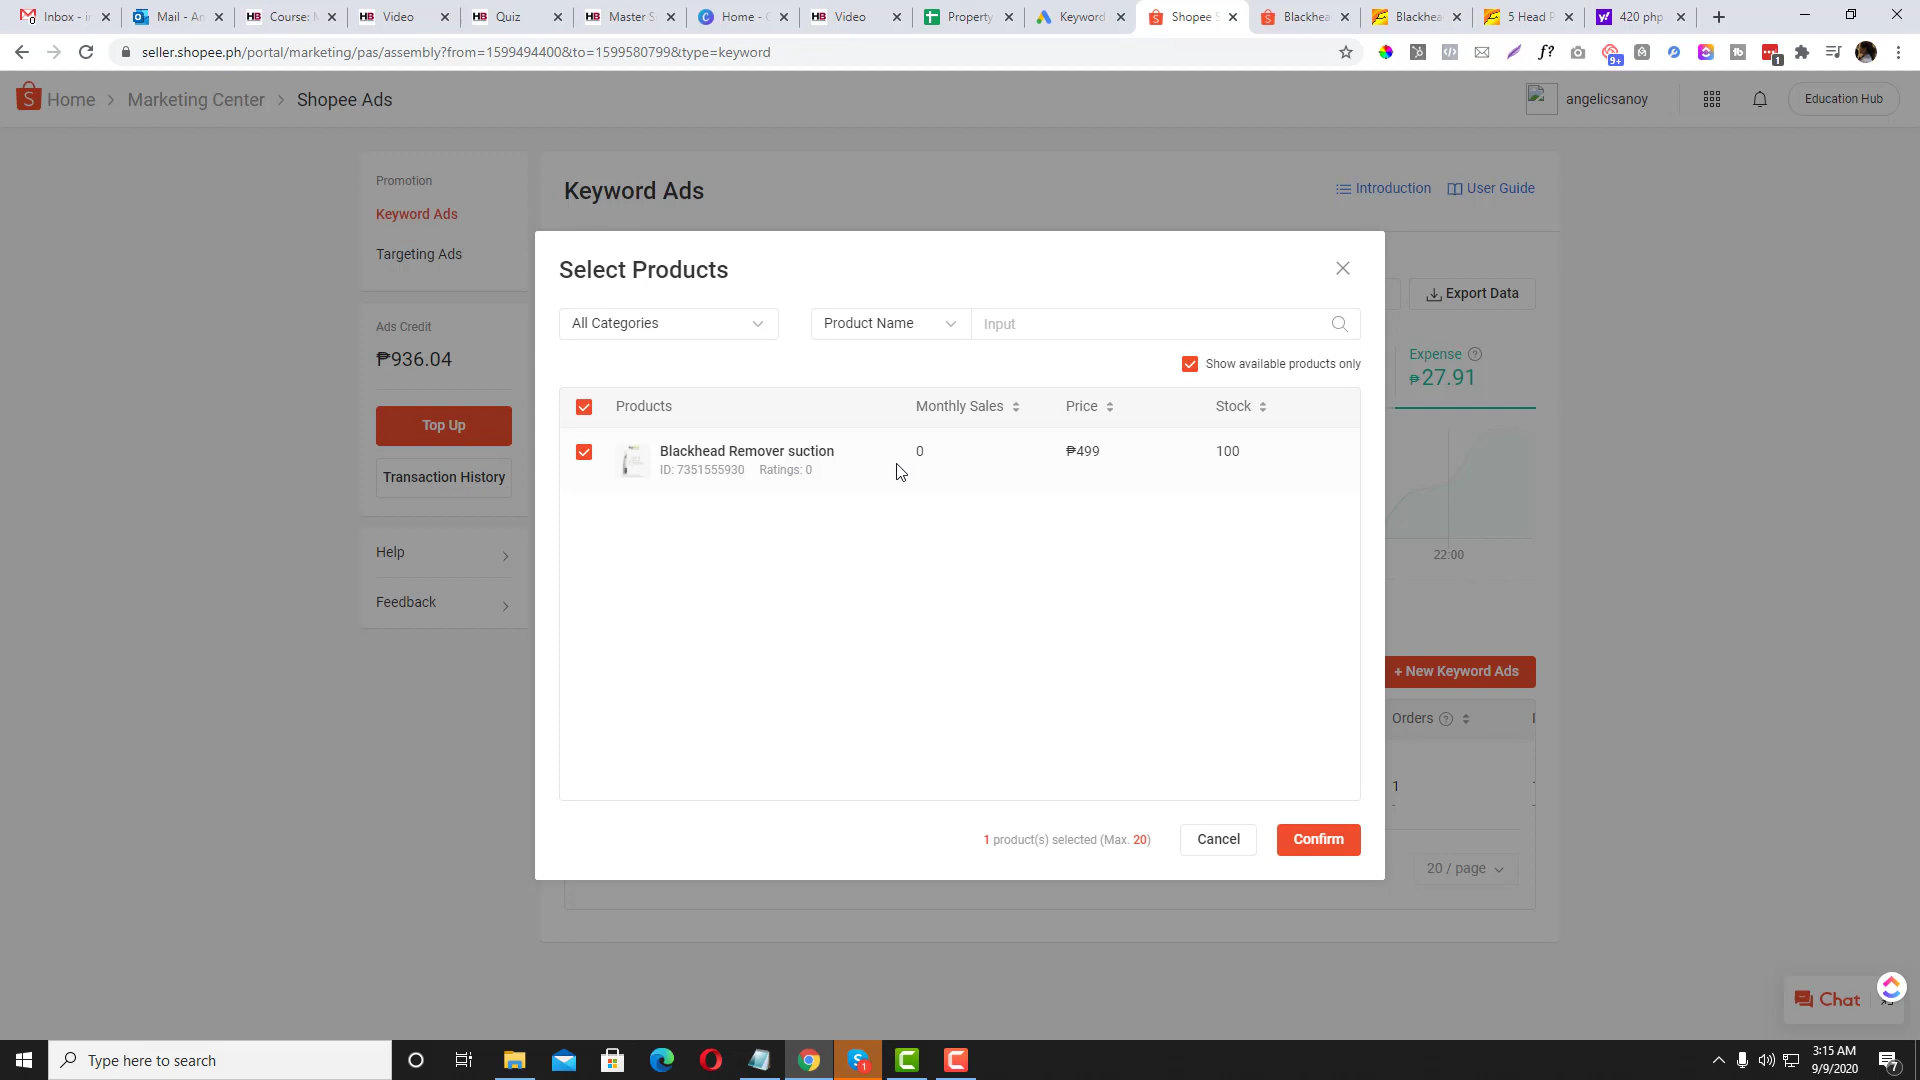 Inbox - in
Mail - An
Course: M
Video
Quiz
Master S
Home - C
Video
Property
Keyword
Shopee S
Blackhea
Blackhea
5 Head P
420 php
seller.shopee.ph/portal/marketing/pas/assembly?from=1599494400&to=1599580799&type=keyword
Home > Marketing Center > Shopee Ads
angelicsanoy
Education Hub
Promotion
Keyword Ads
Targeting Ads
Ads Credit
₱936.04
Top Up
Transaction History
Help
Feedback
Keyword Ads
Introduction
User Guide
Export Data
Expense
₱27.91
22:00
+ New Keyword Ads
Orders
1
20 / page
Select Products
All Categories
Product Name
Input
Show available products only
Products Monthly Sales Price Stock
Blackhead Remover suction 0 ₱499 100
ID: 7351555930 Ratings: 0
1 product(s) selected (Max. 20)
Cancel
Confirm
Chat
Type here to search
3:15 AM
9/9/2020